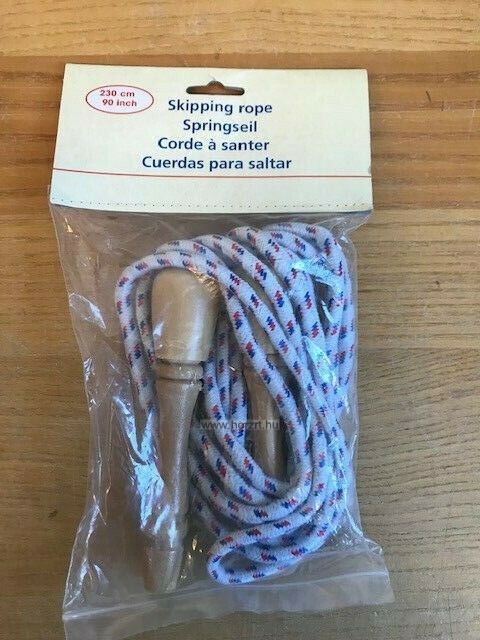 230 cm
90 inch
Skipping rope
Springseil
Corde à santer
Cuerdas para saltar